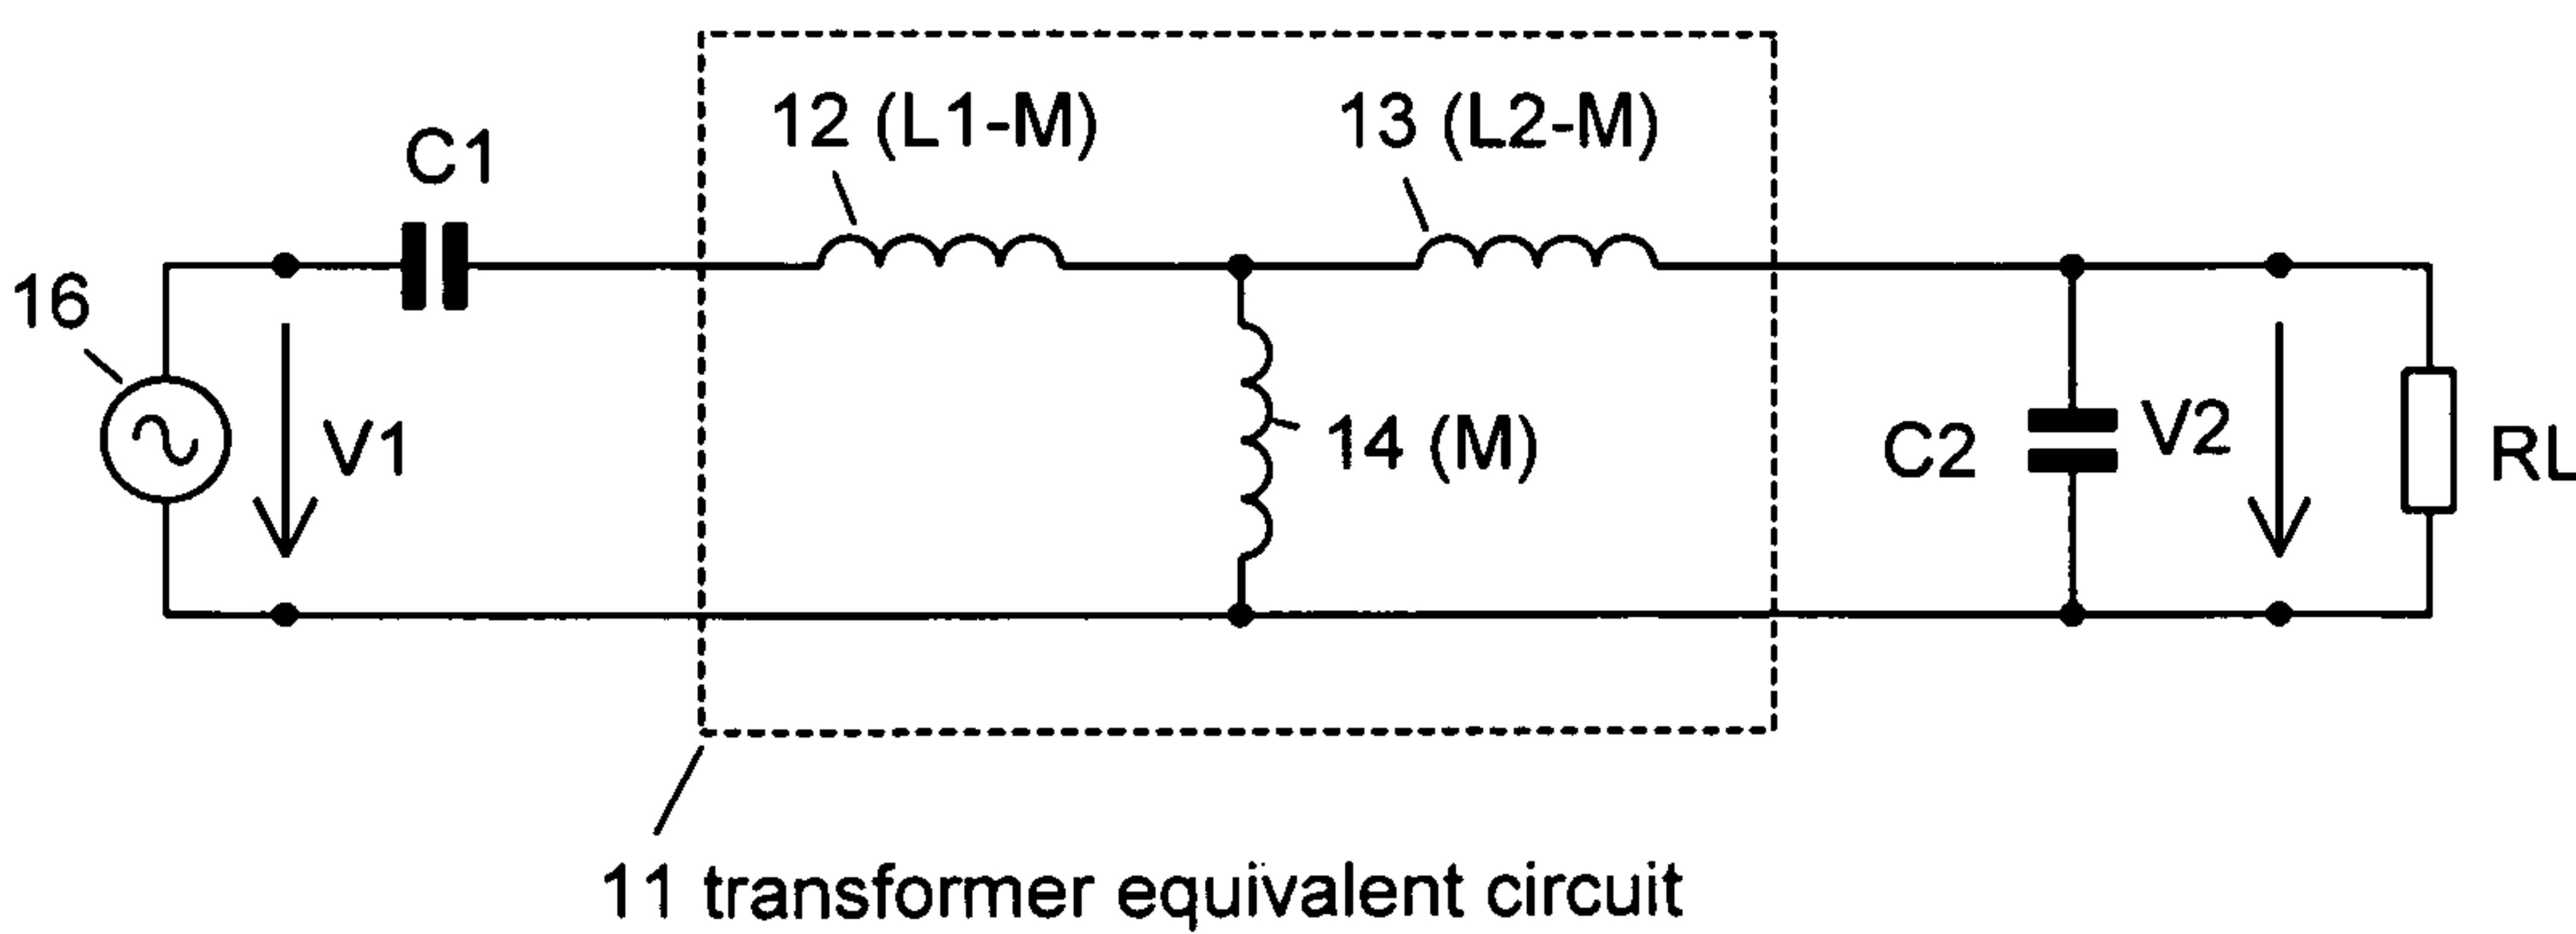 12 (L1-M)
13 (L2-M)
C1
16
V1
14 (M)
C2
V2
RL
11 transformer equivalent circuit